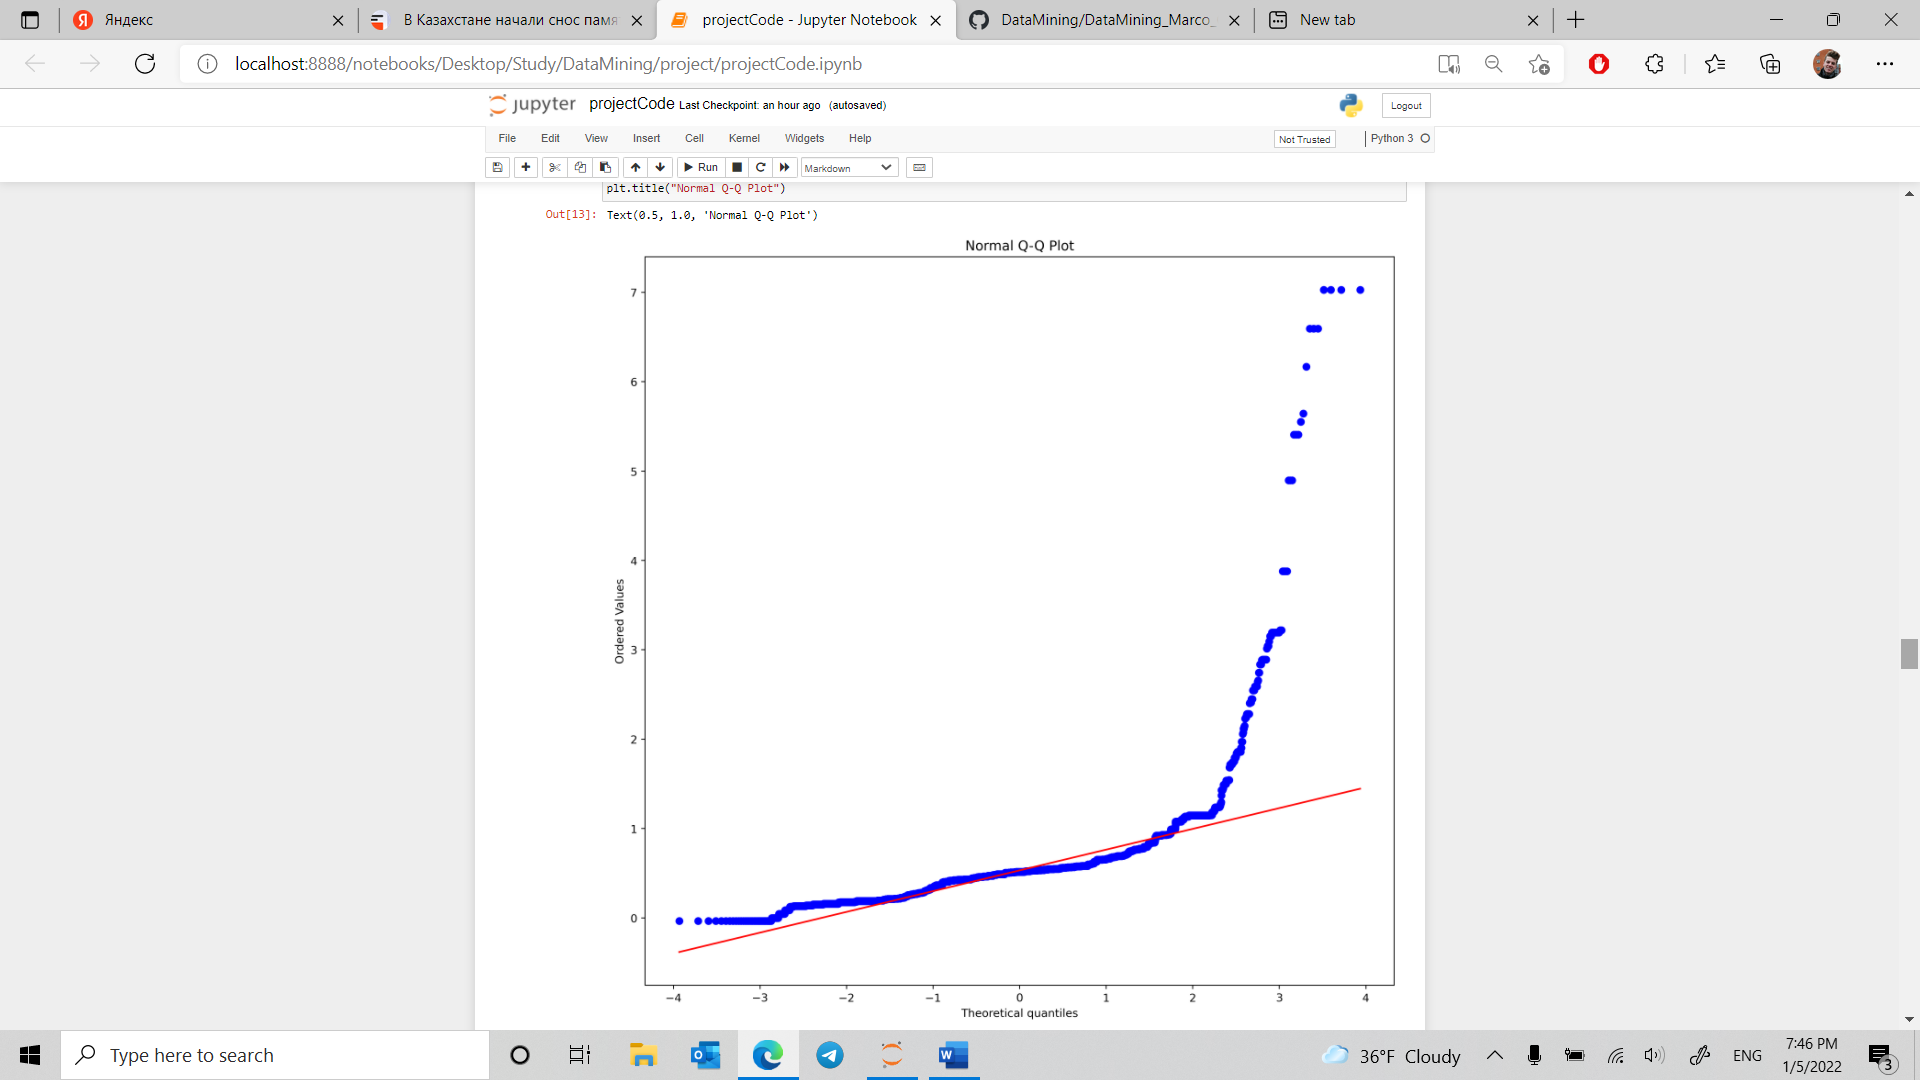 Яндекс
В Казахстане начали снос памя
projectCode - Jupyter Notebook
DataMining/DataMining_Marco_
New tab
localhost:8888/notebooks/Desktop/Study/DataMining/project/projectCode.ipynb
jupyter projectCode Last Checkpoint: an hour ago (autosaved)
Logout
File Edit View Insert Cell Kernel Widgets Help
Not Trusted
Python 3
Run
Markdown
plt.title("Normal Q-Q Plot")
Out[13]: Text(0.5, 1.0, 'Normal Q-Q Plot')
Normal Q-Q Plot
7
6
5
4
3
2
1
0
Ordered Values
−4 −3 −2 −1 0 1 2 3 4
Theoretical quantiles
Type here to search
36°F Cloudy
ENG
7:46 PM
1/5/2022
3